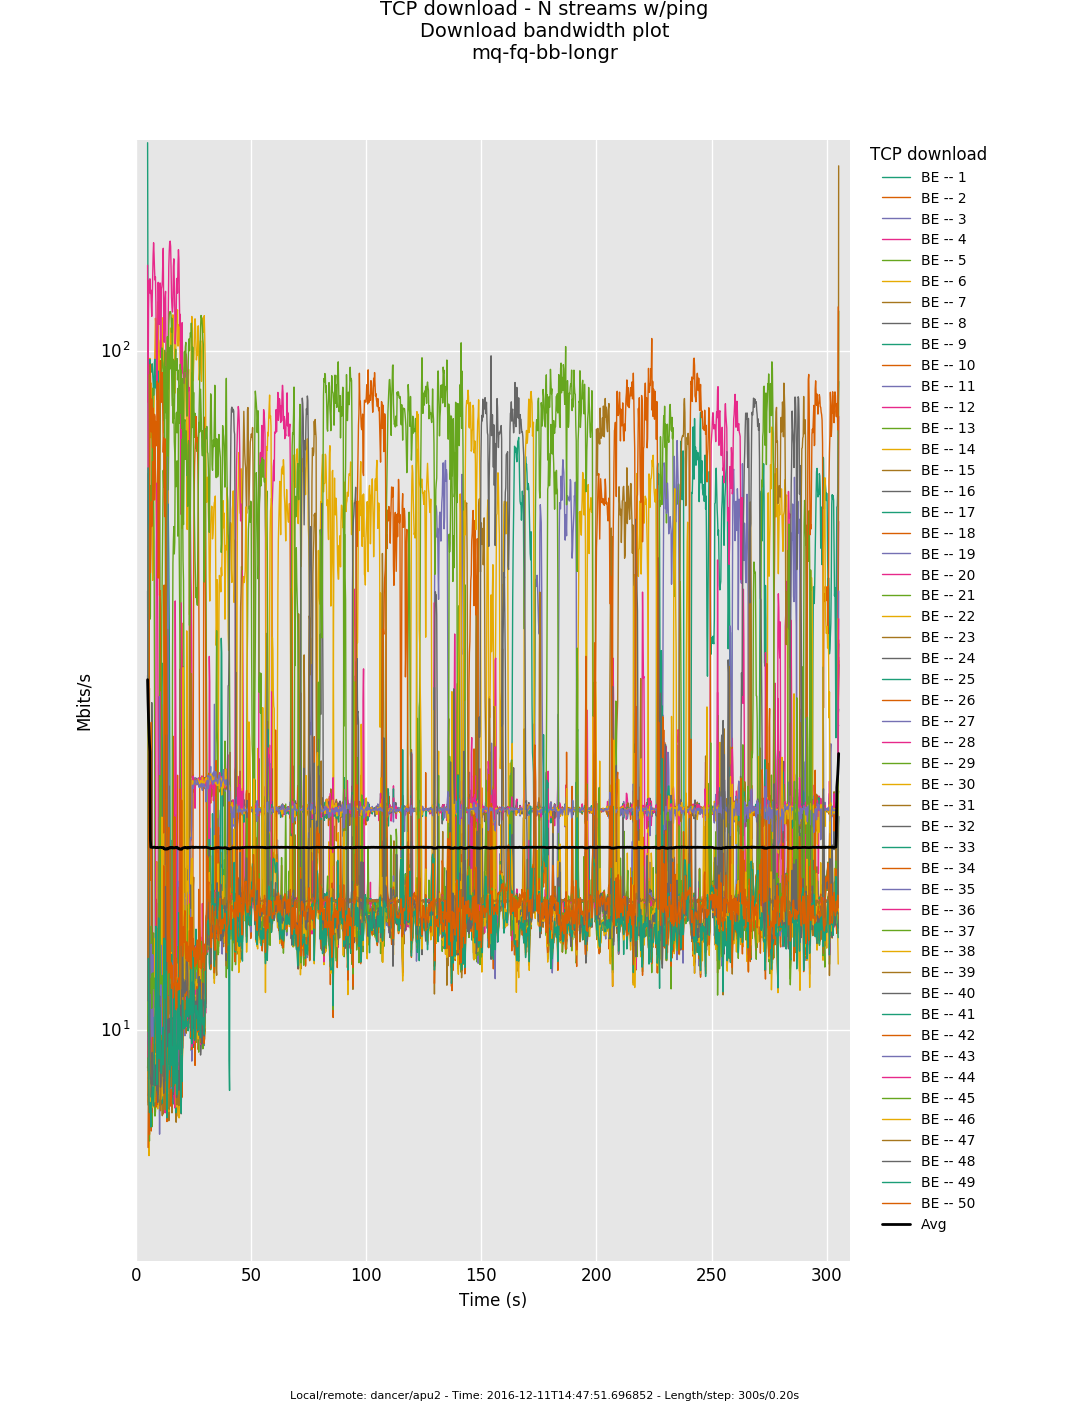 TCP download - N streams w/ping
Download bandwidth plot
mq-fq-bb-longr
TCP download
BE -- 1
BE -- 2
BE -- 3
BE -- 4
BE -- 5
BE -- 6
BE -- 7
BE -- 8
BE -- 9
BE -- 10
BE -- 11
BE -- 12
BE -- 13
BE -- 14
BE -- 15
BE -- 16
BE -- 17
BE -- 18
BE -- 19
BE -- 20
BE -- 21
BE -- 22
BE -- 23
BE -- 24
BE -- 25
BE -- 26
BE -- 27
BE -- 28
BE -- 29
BE -- 30
BE -- 31
BE -- 32
BE -- 33
BE -- 34
BE -- 35
BE -- 36
BE -- 37
BE -- 38
BE -- 39
BE -- 40
BE -- 41
BE -- 42
BE -- 43
BE -- 44
BE -- 45
BE -- 46
BE -- 47
BE -- 48
BE -- 49
BE -- 50
Avg
10²
10¹
Mbits/s
0 50 100 150 200 250 300
Time (s)
Local/remote: dancer/apu2 - Time: 2016-12-11T14:47:51.696852 - Length/step: 300s/0.20s